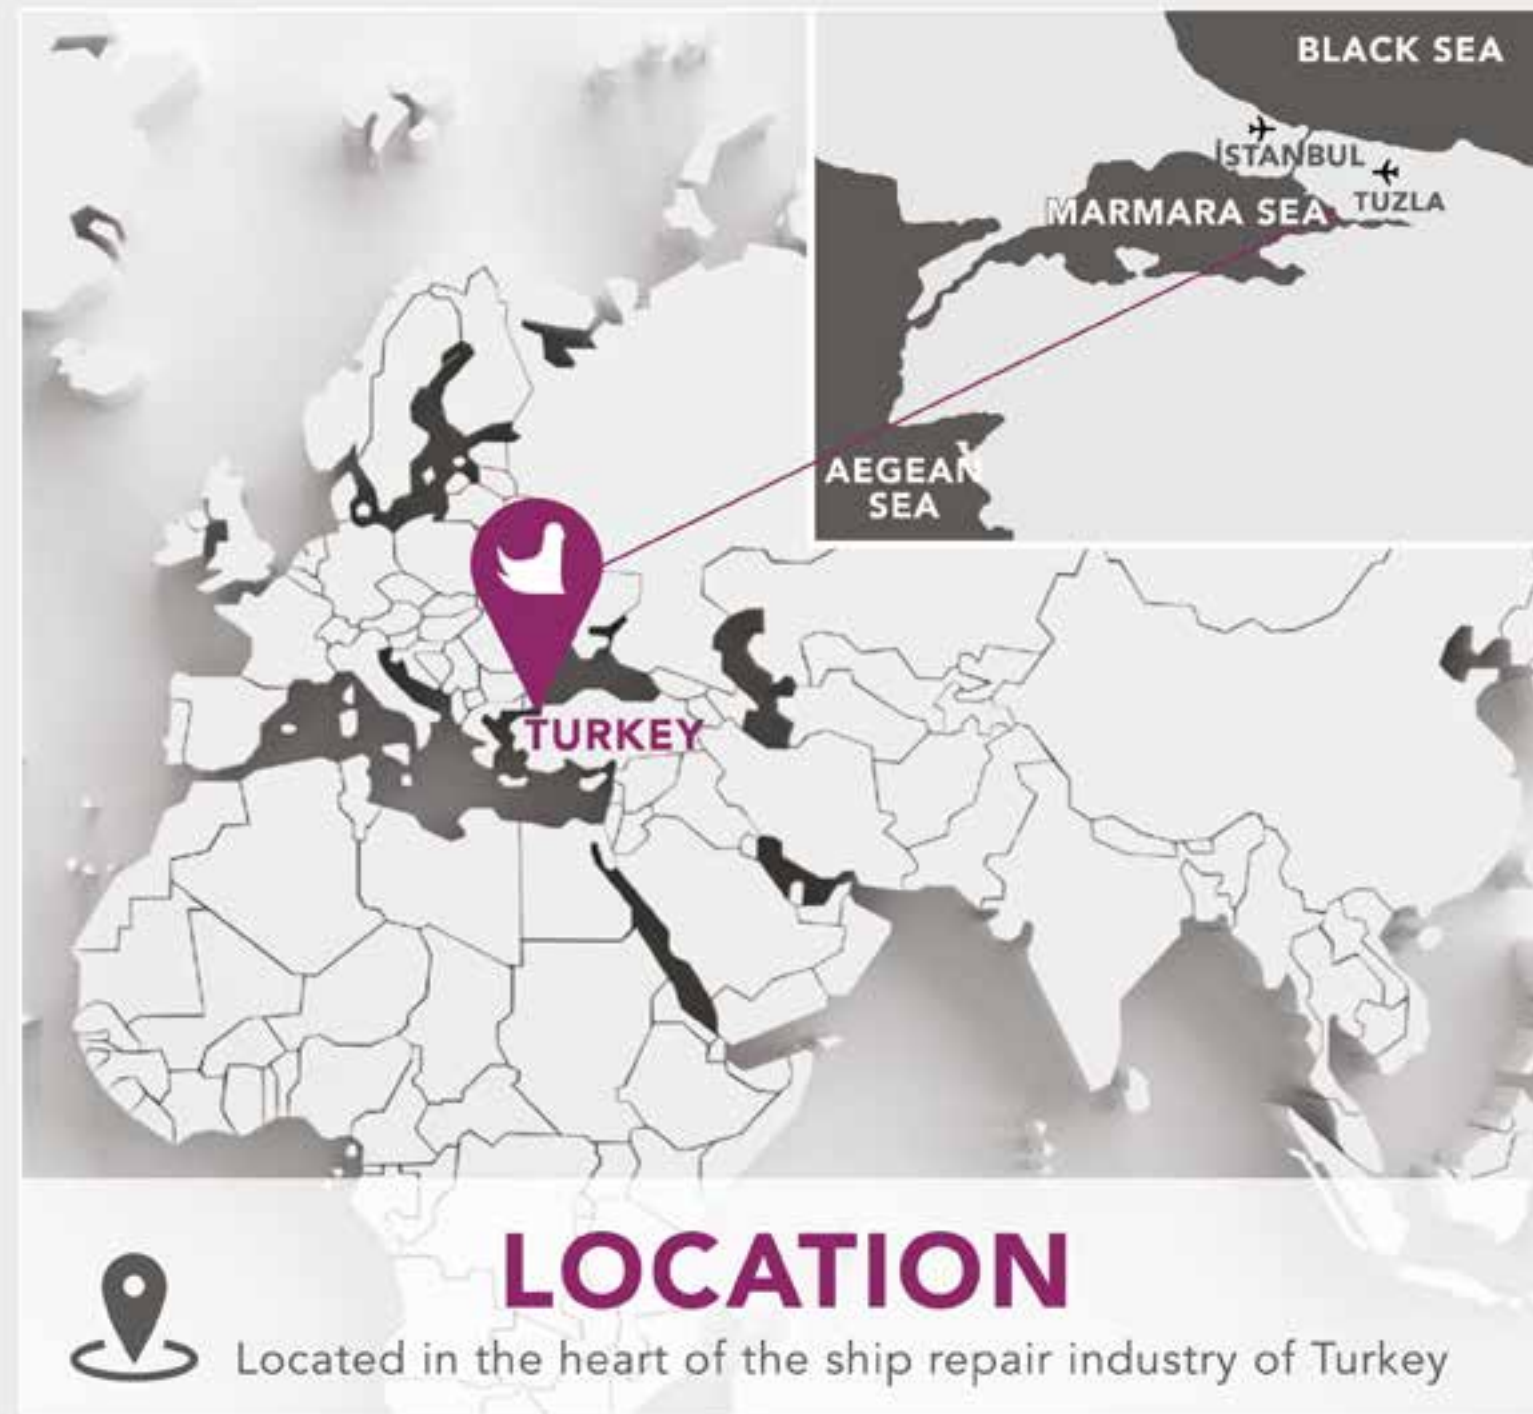 BLACK SEA
İSTANBUL
TUZLA
MARMARA SEA
AEGEAN
SEA
TURKEY
LOCATION
Located in the heart of the ship repair industry of Turkey